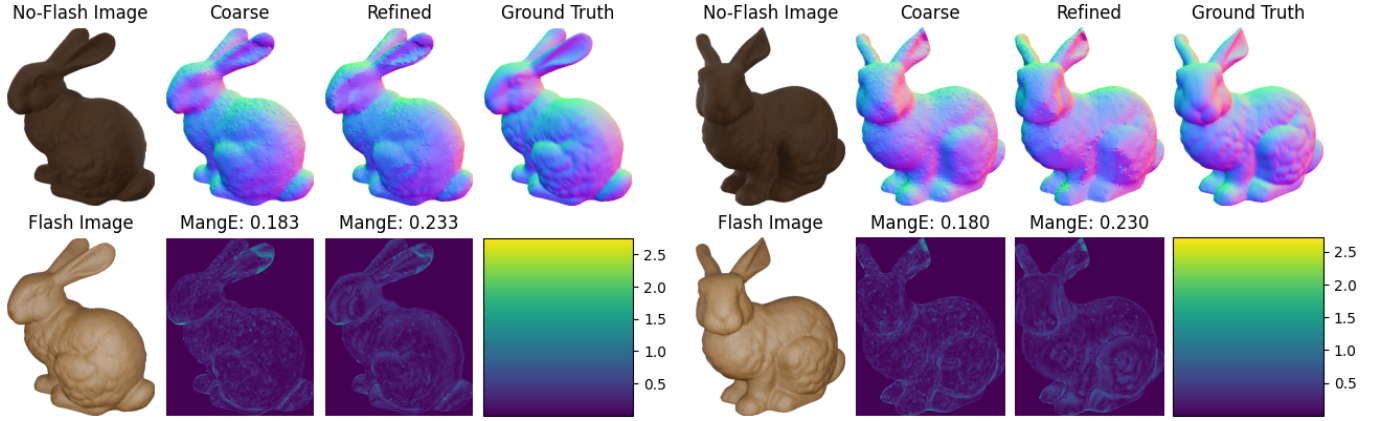 No-Flash Image Coarse Refined Ground Truth No-Flash Image Coarse Refined Ground Truth
Flash Image MangE: 0.183 MangE: 0.233 Flash Image MangE: 0.180 MangE: 0.230
2.5 2.5
2.0 2.0
1.5 1.5
1.0 1.0
0.5 0.5